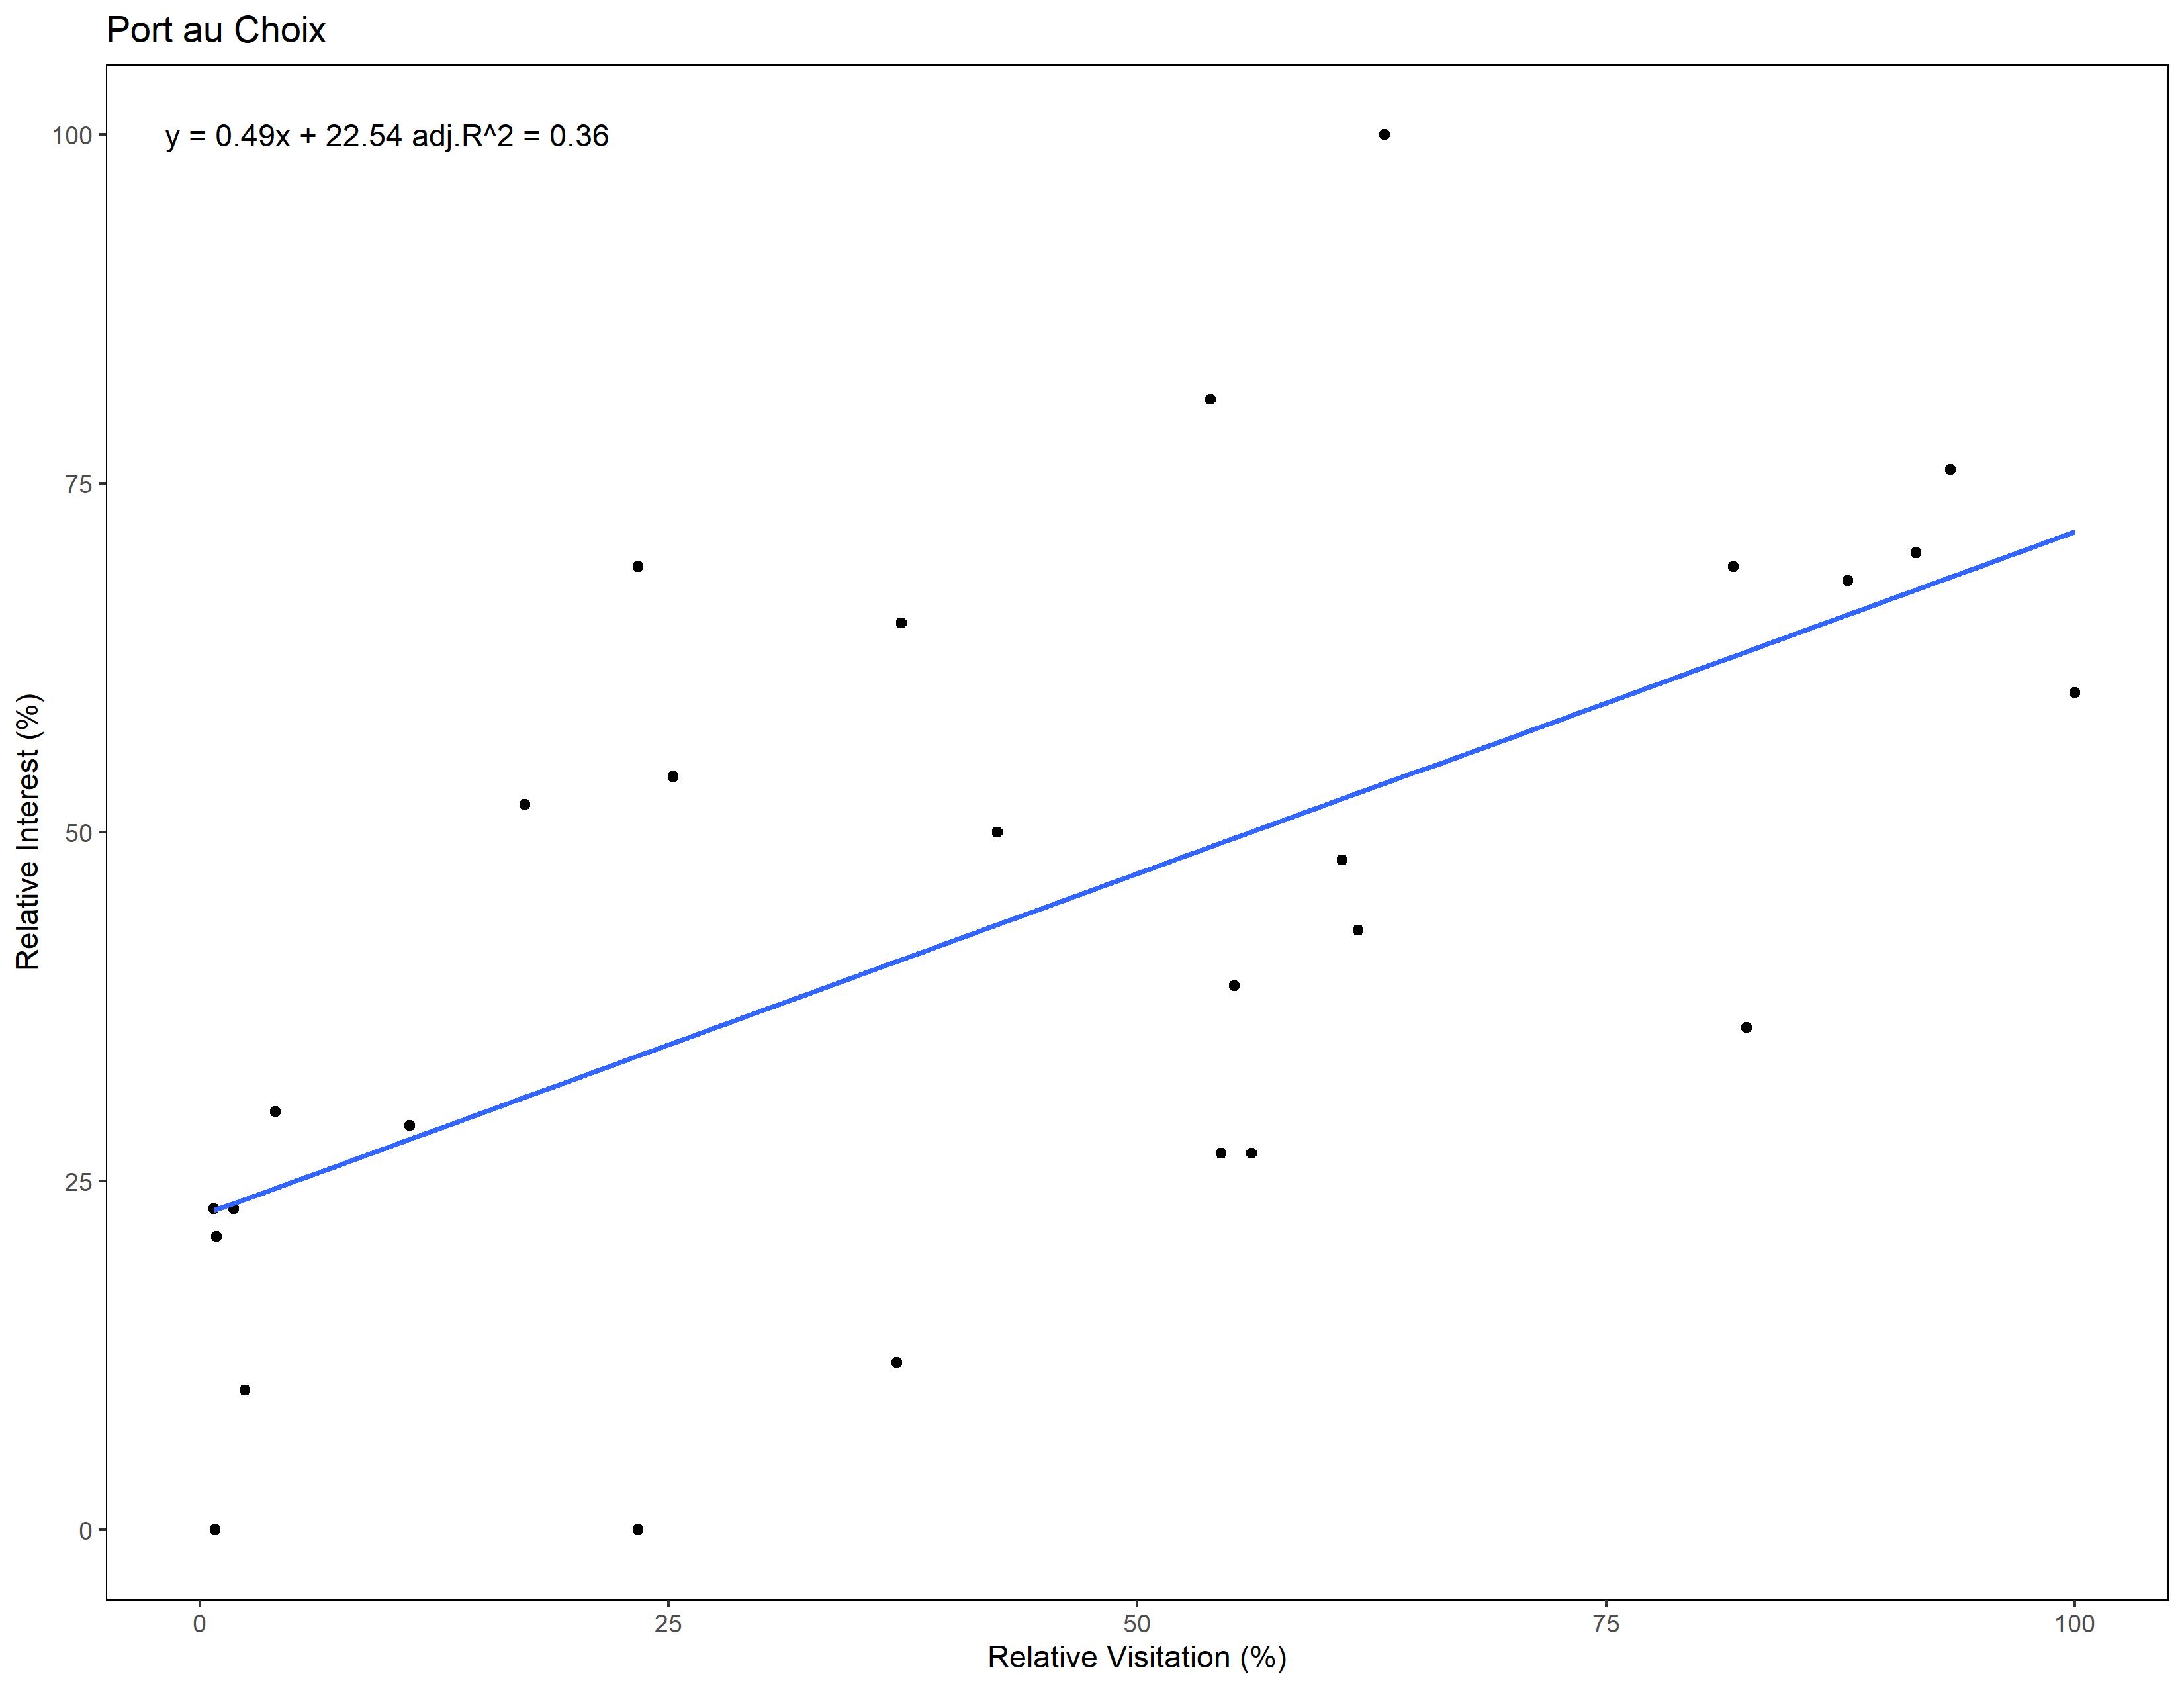 Port au Choix
y = 0.49x + 22.54 adj.R^2 = 0.36
100
75
50
25
0
Relative Interest (%)
0 25 50 75 100
Relative Visitation (%)